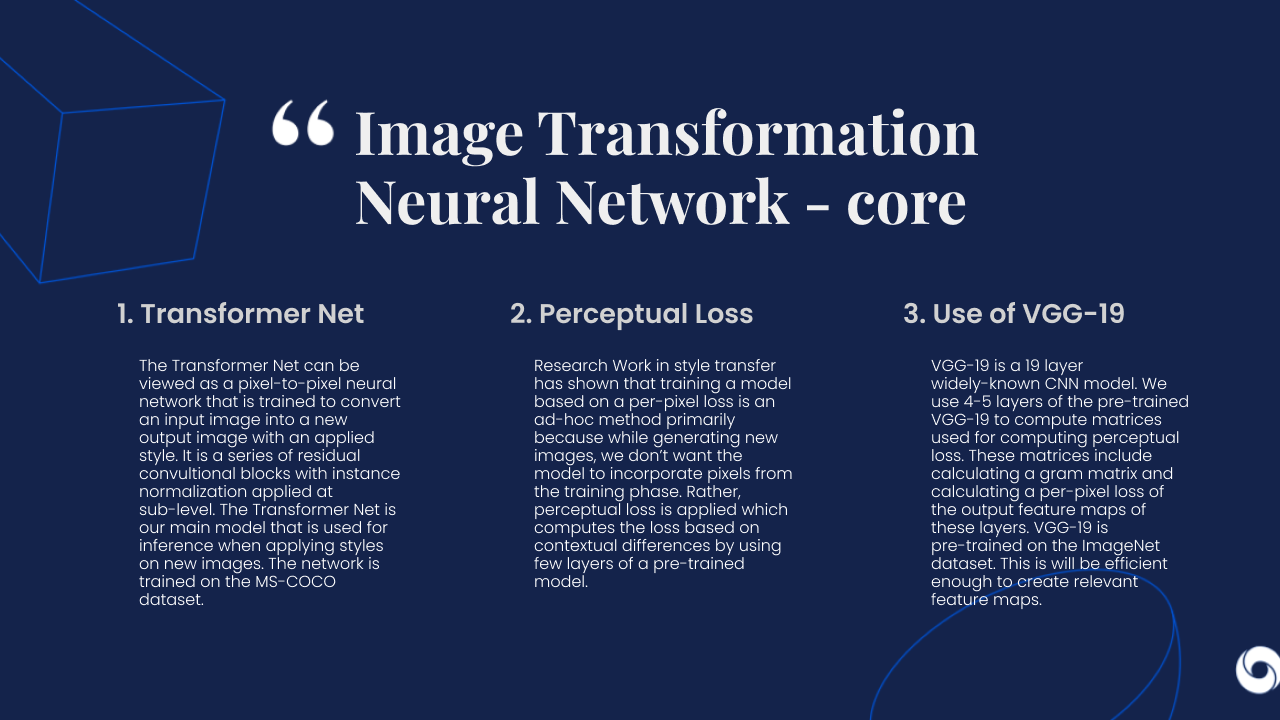 “ Image Transformation
Neural Network - core
1. Transformer Net
The Transformer Net can be
viewed as a pixel-to-pixel neural
network that is trained to convert
an input image into a new
output image with an applied
style. It is a series of residual
convultional blocks with instance
normalization applied at
sub-level. The Transformer Net is
our main model that is used for
inference when applying styles
on new images. The network is
trained on the MS-COCO
dataset.
2. Perceptual Loss
Research Work in style transfer
has shown that training a model
based on a per-pixel loss is an
ad-hoc method primarily
because while generating new
images, we don’t want the
model to incorporate pixels from
the training phase. Rather,
perceptual loss is applied which
computes the loss based on
contextual differences by using
few layers of a pre-trained
model.
3. Use of VGG-19
VGG-19 is a 19 layer
widely-known CNN model. We
use 4-5 layers of the pre-trained
VGG-19 to compute matrices
used for computing perceptual
loss. These matrices include
calculating a gram matrix and
calculating a per-pixel loss of
the output feature maps of
these layers. VGG-19 is
pre-trained on the ImageNet
dataset. This is will be efficient
enough to create relevant
feature maps.